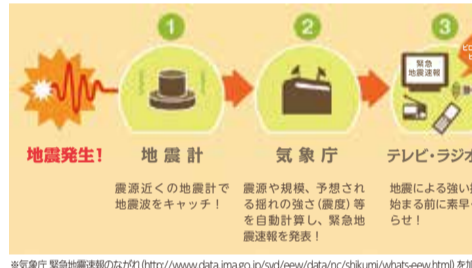 1
2
3
緊急
地震速報
地震発生!
地震計
気象庁
テレビ・ラジオ
震源近くの地震計で
地震波をキャッチ!
震源や規模、予想され
る揺れの強さ(震度)等
を自動計算し、緊急地
震速報を発表!
地震による強い
始まる前に素早
らせ!
※気象庁 緊急地震速報のながれ(http://www.data.jma.go.jp/svd/eew/data/nc/shikumi/whats-eew.html) を加